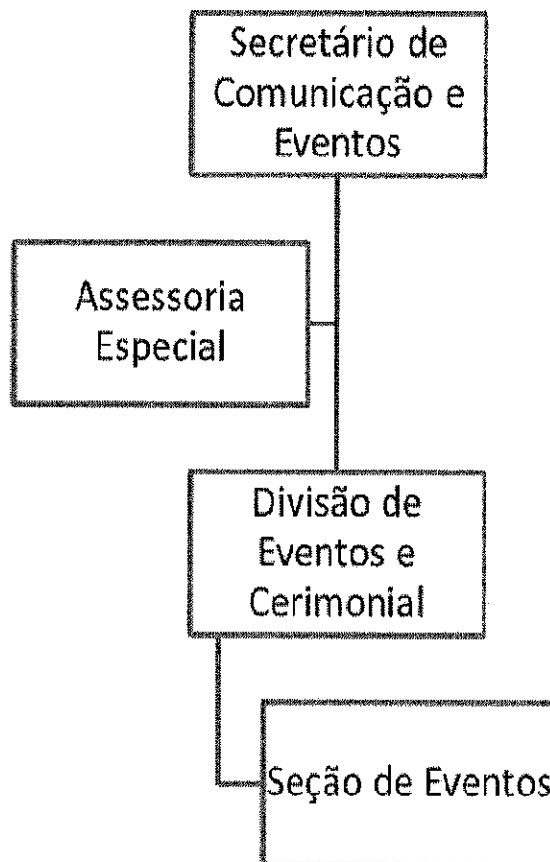 Secretário de
Comunicação e
Eventos
Assessoria
Especial
Divisão de
Eventos e
Cerimonial
Seção de Eventos